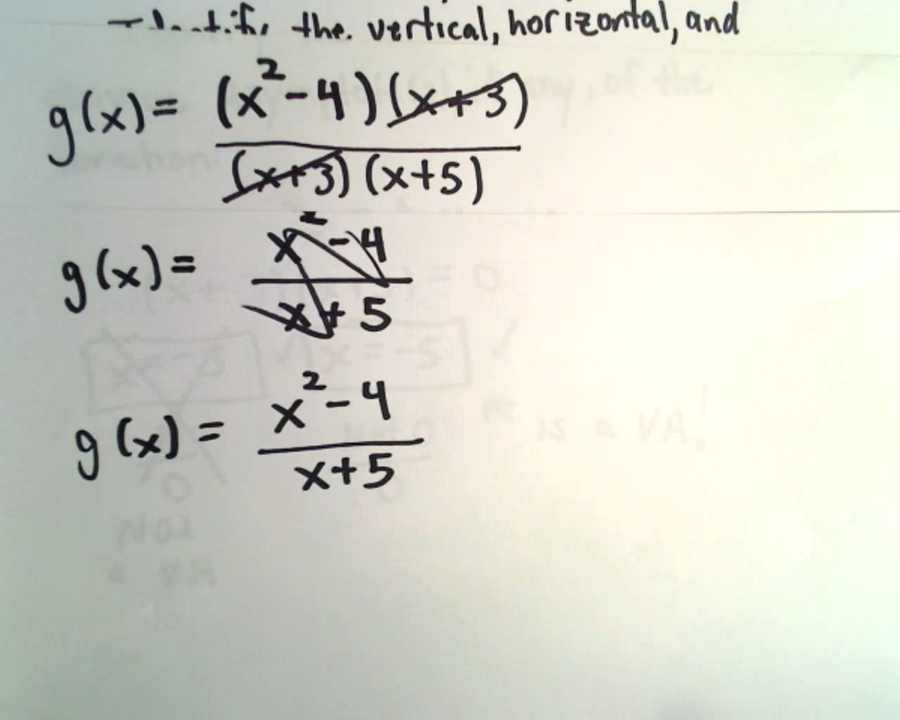 the vertical, horizontal, and
g(x) = (x² - 4)(x + 3)
(x+3)(x+5)
g(x) = x² - 4
x + 5
g(x) = x² - 4
x+5